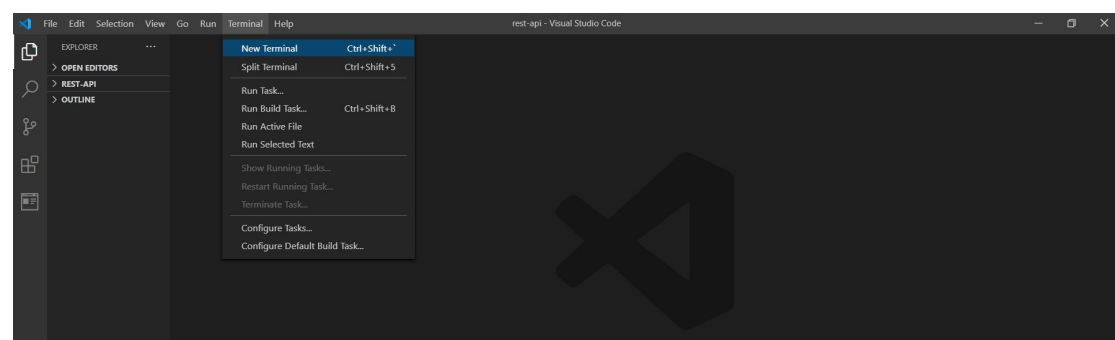 File Edit Selection View Go Run Terminal Help rest-api - Visual Studio Code
EXPLORER ...
OPEN EDITORS
REST-API
OUTLINE
New Terminal Ctrl+Shift+`
Split Terminal Ctrl+Shift+5
Run Task...
Run Build Task... Ctrl+Shift+B
Run Active File
Run Selected Text
Show Running Tasks...
Restart Running Task...
Terminate Task...
Configure Tasks...
Configure Default Build Task...